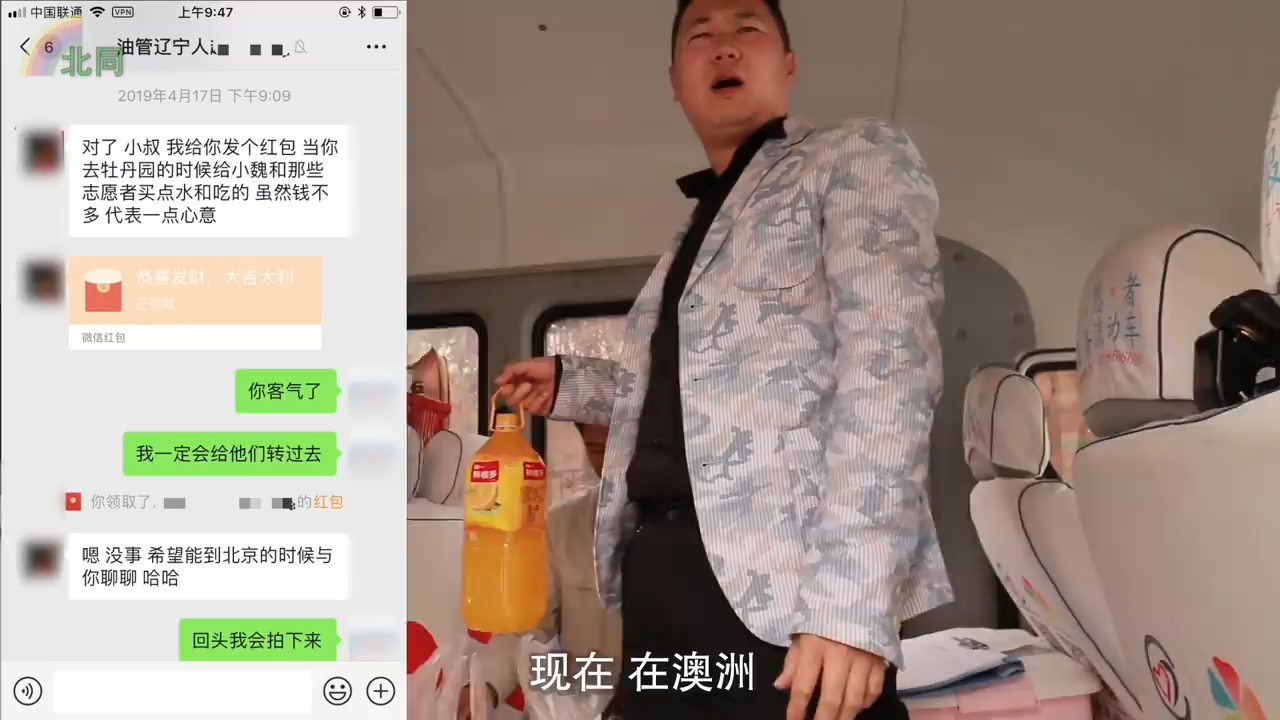 中国联通
VPN
上午9:47
6
油管辽宁人
北同
2019年4月17日 下午9:09
对了 小叔 我给你发个红包 当你
去牡丹园的时候给小魏和那些
志愿者买点水和吃的 虽然钱不
多 代表一点心意
恭喜发财，大吉大利
已领取
微信红包
你客气了
我一定会给他们转过去
你领取了
的红包
嗯 没事 希望能到北京的时候与
你聊聊 哈哈
回头我会拍下来
鲜橙多
者
动车
现在 在澳洲